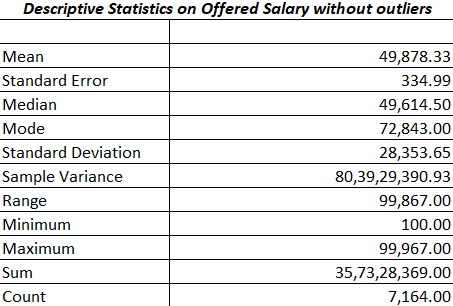 Descriptive Statistics on Offered Salary without outliers
Mean 49,878.33
Standard Error 334.99
Median 49,614.50
Mode 72,843.00
Standard Deviation 28,353.65
Sample Variance 80,39,29,390.93
Range 99,867.00
Minimum 100.00
Maximum 99,967.00
Sum 35,73,28,369.00
Count 7,164.00